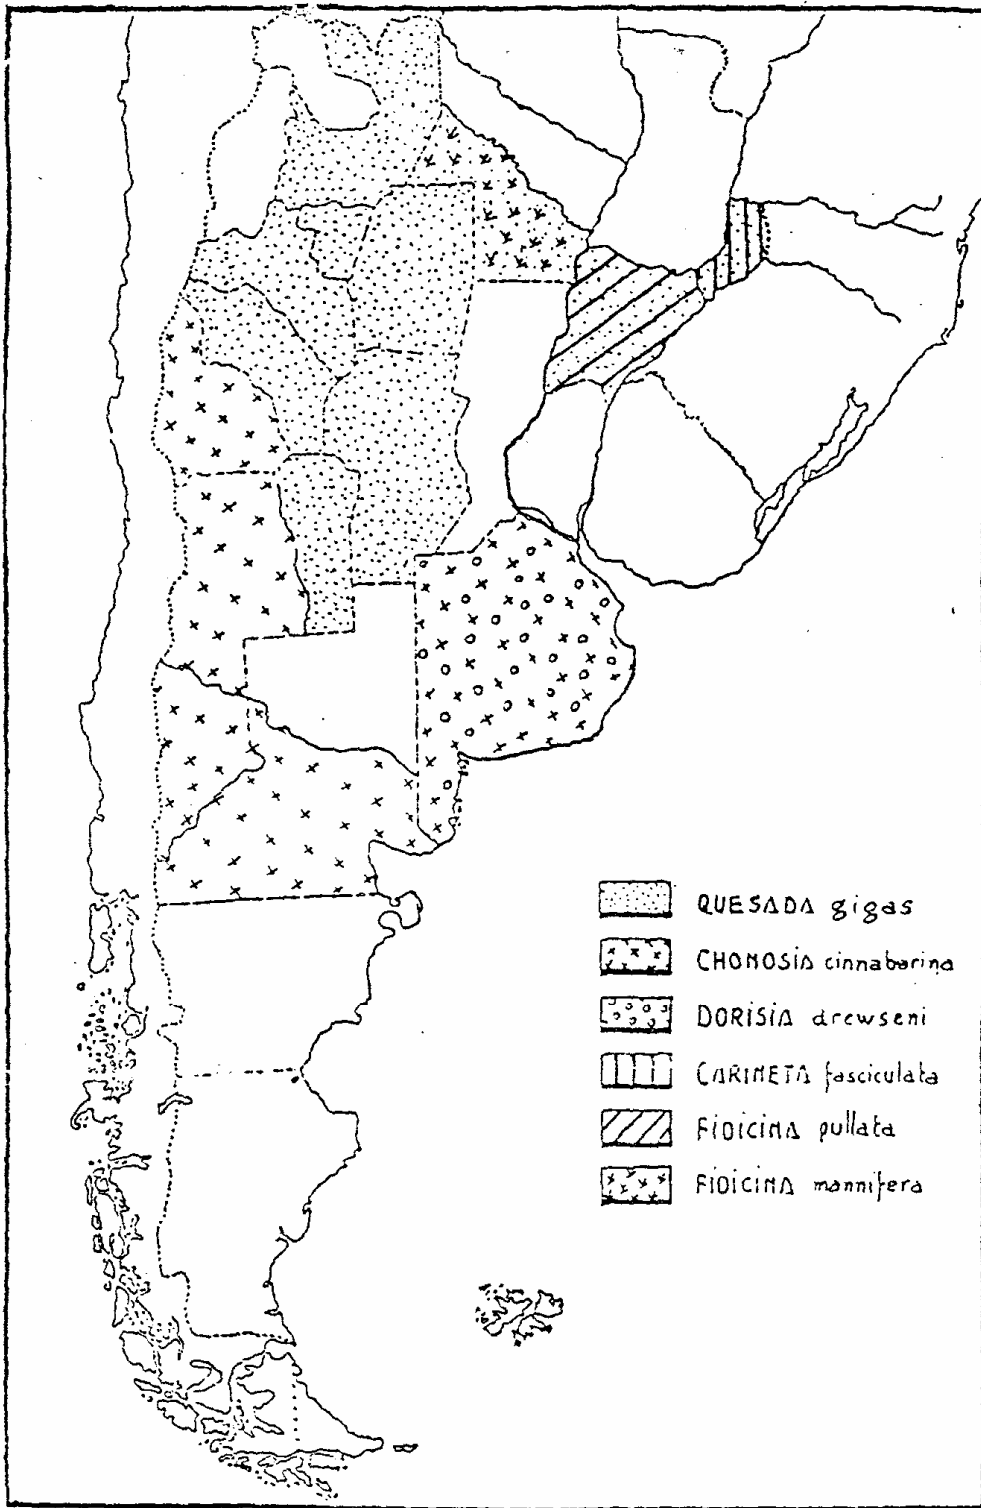 QUESADA gigas
CHONOSIA cinnabarina
DORISIA drewseni
CARINETA fasciculata
FIDICINA pullata
FIDICINA mannifera